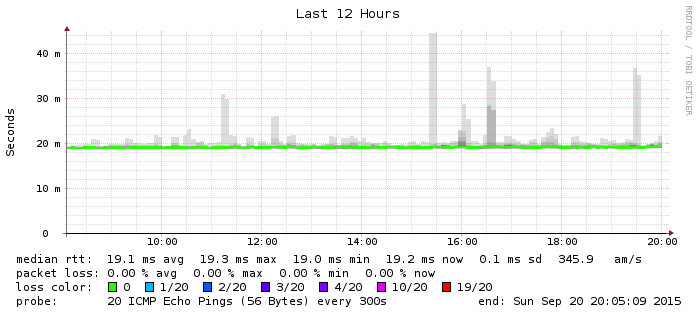 Last 12 Hours
RRDTOOL / TOBI OETIKER
Seconds
40 m
30 m
20 m
10 m
0
10:00 12:00 14:00 16:00 18:00 20:00
median rtt: 19.1 ms avg 19.3 ms max 19.0 ms min 19.2 ms now 0.1 ms sd 345.9 am/s
packet loss: 0.00 % avg 0.00 % max 0.00 % min 0.00 % now
loss color: 0 1/20 2/20 3/20 4/20 10/20 19/20
probe: 20 ICMP Echo Pings (56 Bytes) every 300s end: Sun Sep 20 20:05:09 2015